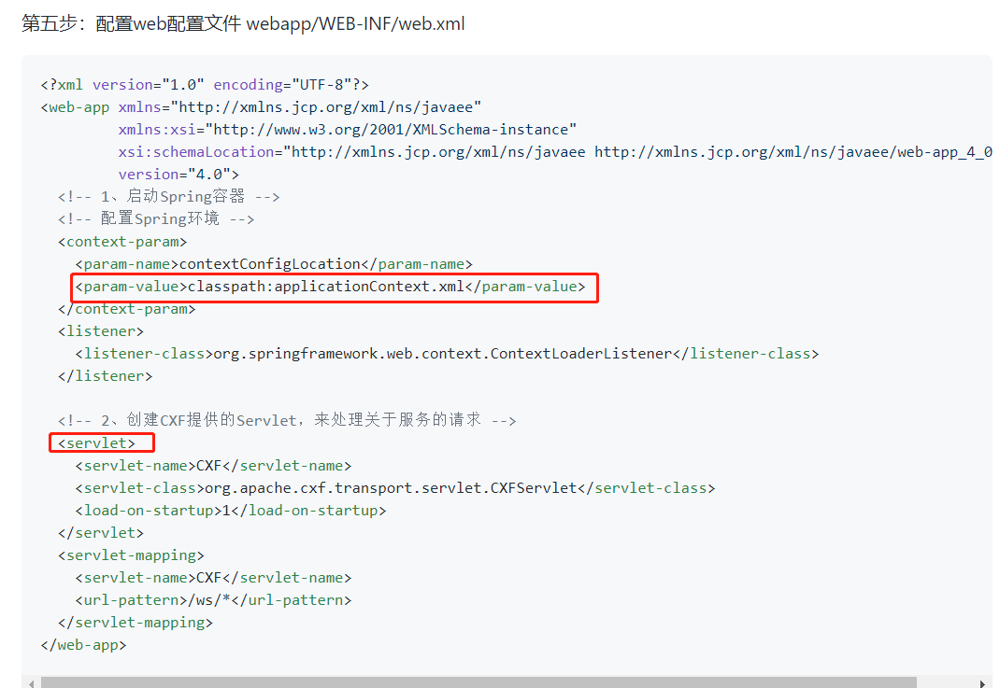 第五步：配置web配置文件 webapp/WEB-INF/web.xml
<?xml version="1.0" encoding="UTF-8"?>
<web-app xmlns="http://xmlns.jcp.org/xml/ns/javaee"
xmlns:xsi="http://www.w3.org/2001/XMLSchema-instance"
xsi:schemaLocation="http://xmlns.jcp.org/xml/ns/javaee http://xmlns.jcp.org/xml/ns/javaee/web-app_4_0
version="4.0">
<!-- 1、启动Spring容器 -->
<!-- 配置Spring环境 -->
<context-param>
<param-name>contextConfigLocation</param-name>
<param-value>classpath:applicationContext.xml</param-value>
</context-param>
<listener>
<listener-class>org.springframework.web.context.ContextLoaderListener</listener-class>
</listener>
<!-- 2、创建CXF提供的Servlet，来处理关于服务的请求 -->
<servlet>
<servlet-name>CXF</servlet-name>
<servlet-class>org.apache.cxf.transport.servlet.CXFServlet</servlet-class>
<load-on-startup>1</load-on-startup>
</servlet>
<servlet-mapping>
<servlet-name>CXF</servlet-name>
<url-pattern>/ws/*</url-pattern>
</servlet-mapping>
</web-app>